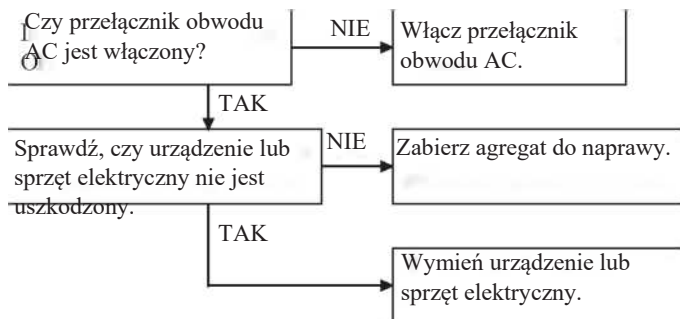 Czy przełącznik obwodu
AC jest włączony?
NIE
Włącz przełącznik
obwodu AC.
TAK
Sprawdź, czy urządzenie lub
sprzęt elektryczny nie jest
uszkodzony.
NIE
Zabierz agregat do naprawy.
TAK
Wymień urządzenie lub
sprzęt elektryczny.